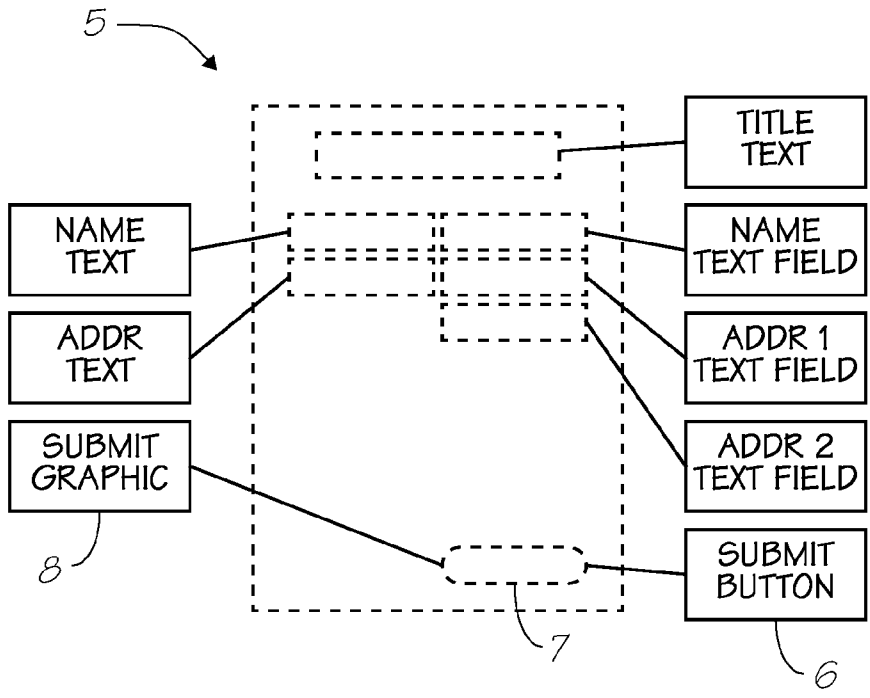 5
TITLE
TEXT
NAME
TEXT
NAME
TEXT FIELD
ADDR
TEXT
ADDR 1
TEXT FIELD
SUBMIT
GRAPHIC
ADDR 2
TEXT FIELD
8
SUBMIT
BUTTON
7
6